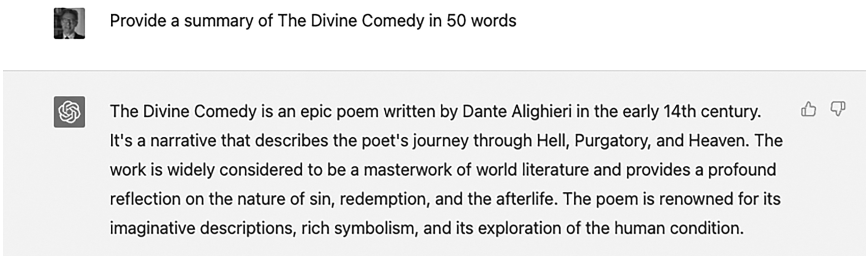 Provide a summary of The Divine Comedy in 50 words
The Divine Comedy is an epic poem written by Dante Alighieri in the early 14th century.
It's a narrative that describes the poet's journey through Hell, Purgatory, and Heaven. The
work is widely considered to be a masterwork of world literature and provides a profound
reflection on the nature of sin, redemption, and the afterlife. The poem is renowned for its
imaginative descriptions, rich symbolism, and its exploration of the human condition.